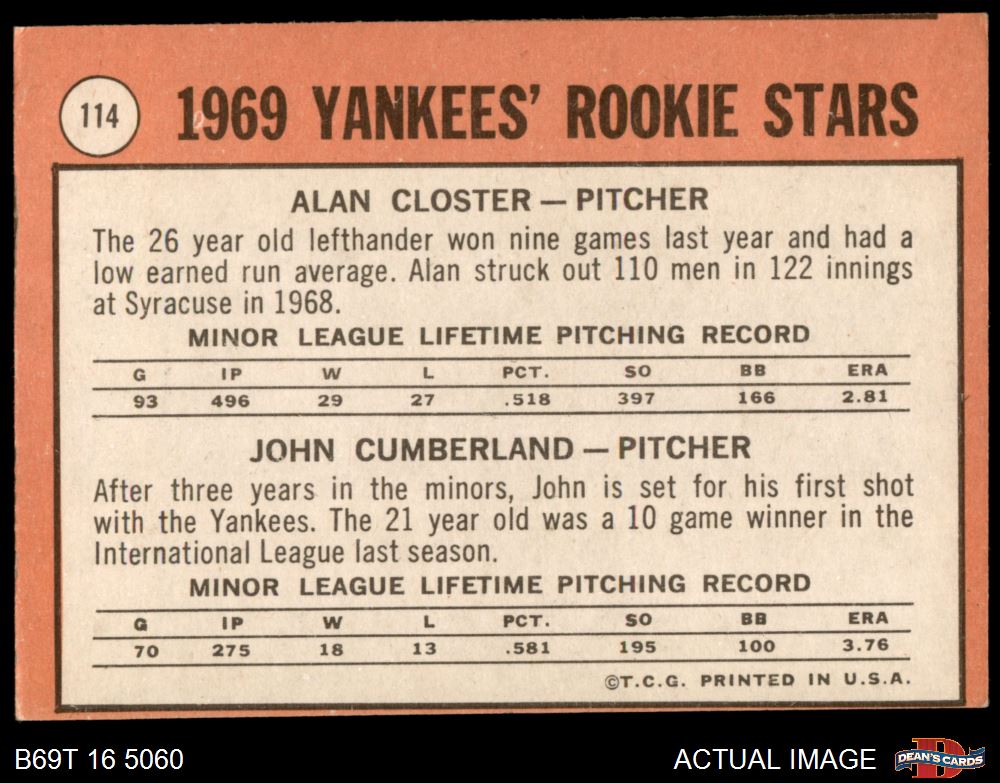 114
1969 YANKEES' ROOKIE STARS
ALAN CLOSTER — PITCHER
The 26 year old lefthander won nine games last year and had a
low earned run average. Alan struck out 110 men in 122 innings
at Syracuse in 1968.
MINOR LEAGUE LIFETIME PITCHING RECORD
G IP W L PCT. SO BB ERA
93 496 29 27 .518 397 166 2.81
JOHN CUMBERLAND — PITCHER
After three years in the minors, John is set for his first shot
with the Yankees. The 21 year old was a 10 game winner in the
International League last season.
MINOR LEAGUE LIFETIME PITCHING RECORD
G IP W L PCT. SO BB ERA
70 275 18 13 .581 195 100 3.76
©T.C.G. PRINTED IN U.S.A.
B69T 16 5060
ACTUAL IMAGE
D
DEAN'S CARDS